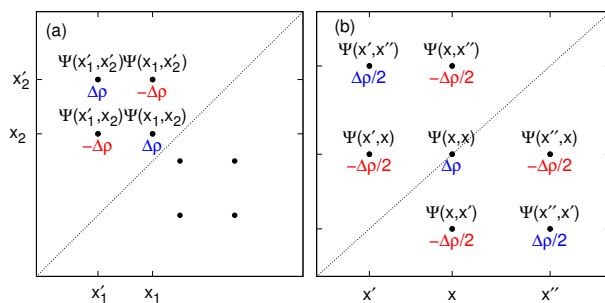 (a)
Ψ(x′₁,x′₂)Ψ(x₁,x′₂)
Δρ -Δρ
Ψ(x′₁,x₂)Ψ(x₁,x₂)
-Δρ Δρ
x′₂
x₂
x′₁ x₁
(b)
Ψ(x′,x″) Ψ(x,x″)
Δρ/2 -Δρ/2
Ψ(x′,x) Ψ(x,x) Ψ(x″,x)
-Δρ/2 Δρ -Δρ/2
Ψ(x,x′) Ψ(x″,x′)
-Δρ/2 Δρ/2
x′ x x″